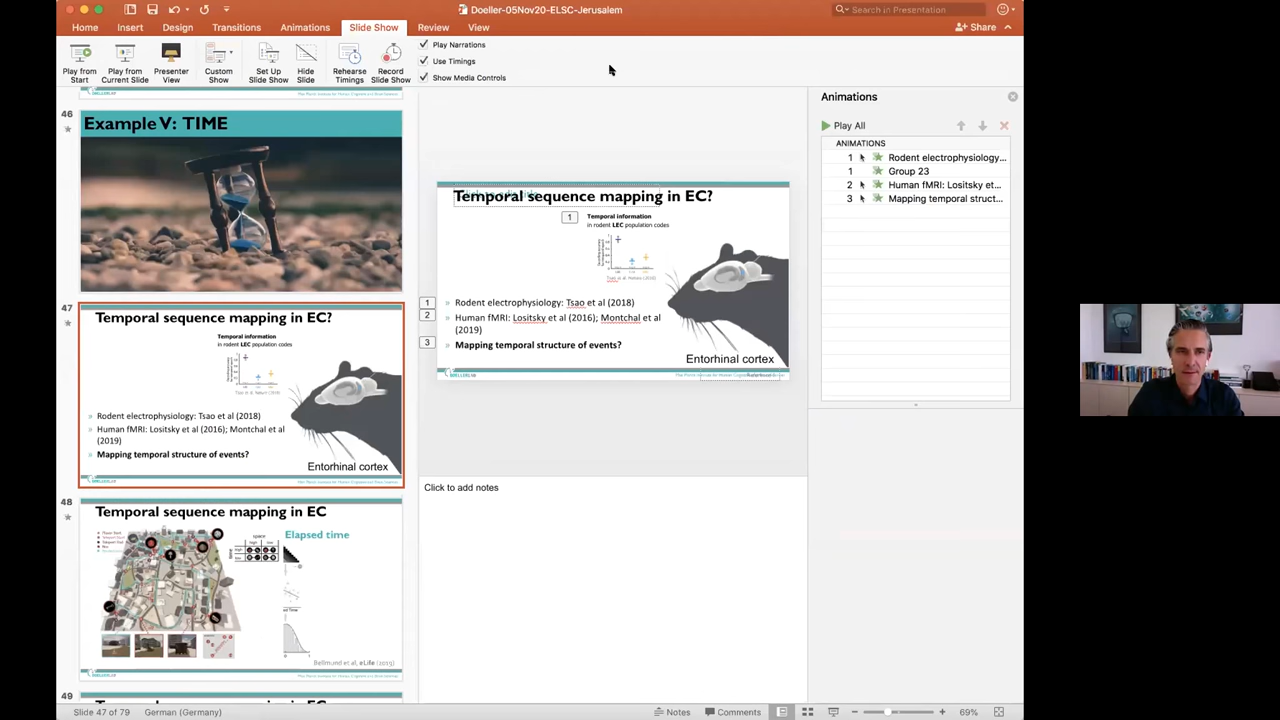 Doeller-05Nov20-ELSC-Jerusalem
Search in Presentation
Home Insert Design Transitions Animations Slide Show Review View
Share
Play from Start
Play from Current Slide
Presenter View
Custom Show
Set Up Slide Show
Hide Slide
Rehearse Timings
Record Slide Show
Play Narrations
Use Timings
Show Media Controls
46
Example V: TIME
47
Temporal sequence mapping in EC?
Temporal information
in rodent LEC population codes
Rodent electrophysiology: Tsao et al (2018)
Human fMRI: Lositsky et al (2016); Montchal et al
(2019)
Mapping temporal structure of events?
Entorhinal cortex
48
Temporal sequence mapping in EC
Elapsed time
space
high low
Bellmund et al, eLife (2019)
49
Temporal sequence mapping in EC?
1
Temporal information
in rodent LEC population codes
1
Rodent electrophysiology: Tsao et al (2018)
2
Human fMRI: Lositsky et al (2016); Montchal et al
(2019)
3
Mapping temporal structure of events?
Entorhinal cortex
Click to add notes
Animations
Play All
ANIMATIONS
1 Rodent electrophysiology...
1 Group 23
2 Human fMRI: Lositsky et...
3 Mapping temporal struct...
Slide 47 of 79 German (Germany)
Notes Comments
69%